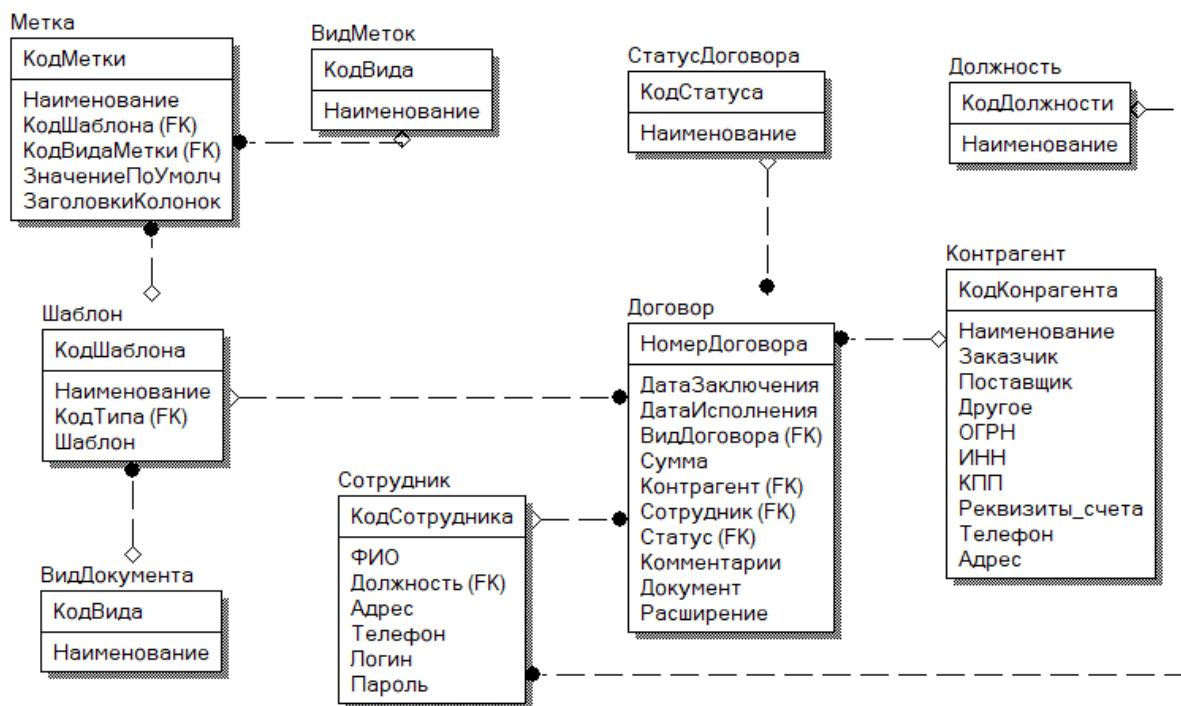 Метка
КодМетки
Наименование
КодШаблона (FK)
КодВидаМетки (FK)
ЗначениеПоУмолч
ЗаголовкиКолонок
ВидМеток
КодВида
Наименование
СтатусДоговора
КодСтатуса
Наименование
Должность
КодДолжности
Наименование
Шаблон
КодШаблона
Наименование
КодТипа (FK)
Шаблон
Договор
НомерДоговора
ДатаЗаключения
ДатаИсполнения
ВидДоговора (FK)
Сумма
Контрагент (FK)
Сотрудник (FK)
Статус (FK)
Комментарии
Документ
Расширение
Контрагент
КодКонрагента
Наименование
Заказчик
Поставщик
Другое
ОГРН
ИНН
КПП
Реквизиты_счета
Телефон
Адрес
Сотрудник
КодСотрудника
ФИО
Должность (FK)
Адрес
Телефон
Логин
Пароль
ВидДокумента
КодВида
Наименование